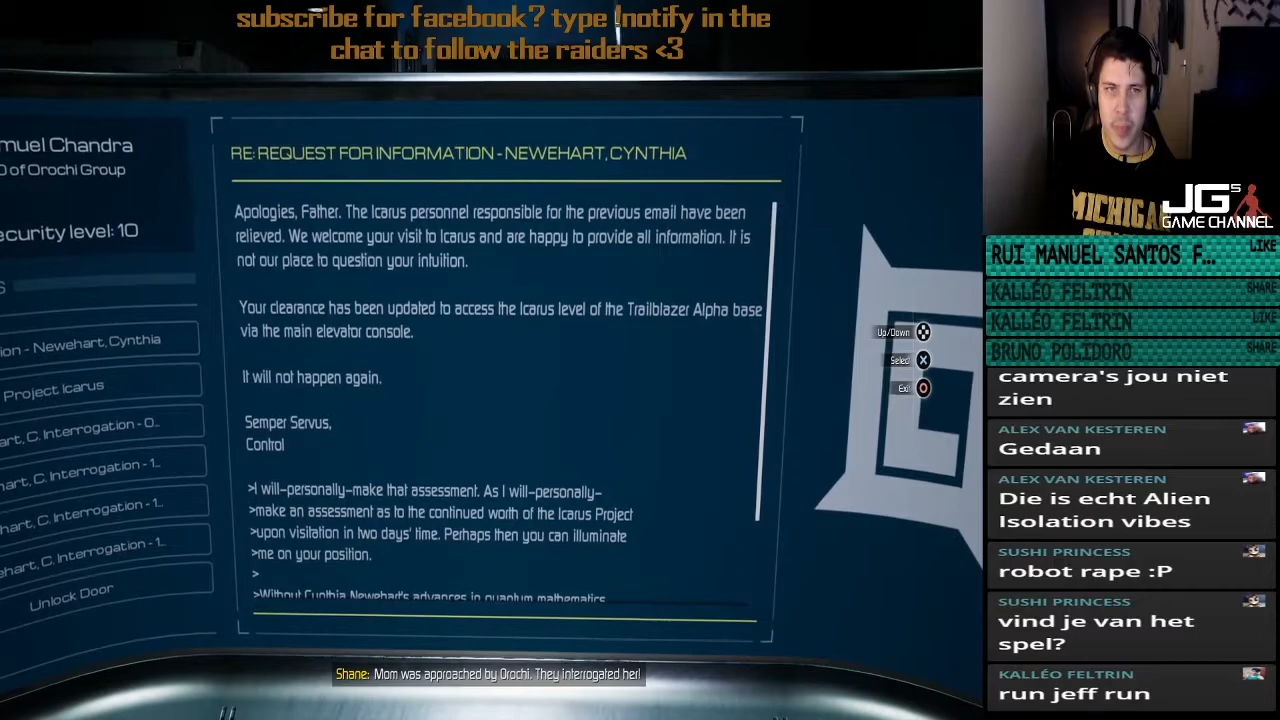 subscribe for facebook? type !notify in the
chat to follow the raiders <3
muel Chandra
O of Orochi Group
ecurity level: 10
S
ion - Newehart, Cynthia
Project Icarus
art, C. Interrogation - 0...
hart, C. Interrogation - 1...
hart, C. Interrogation - 1...
ehart, C. Interrogation - 1...
Unlock Door
RE: REQUEST FOR INFORMATION - NEWEHART, CYNTHIA
Apologies, Father. The Icarus personnel responsible for the previous email have been
relieved. We welcome your visit to Icarus and are happy to provide all information. It is
not our place to question your intuition.
Your clearance has been updated to access the Icarus level of the Trailblazer Alpha base
via the main elevator console.
It will not happen again.
Semper Servus,
Control
>I will-personally-make that assessment. As I will-personally-
>make an assessment as to the continued worth of the Icarus Project
>upon visitation in two days' time. Perhaps then you can illuminate
>me on your position.
>
>Without Cynthia Newehart's advances in quantum mathematics
Up/Down
Select
Exit
Shane: Mom was approached by Orochi. They interrogated her!
MICHIGA
JGS
GAME CHANNEL
RUI MANUEL SANTOS F... LIKE
KALLÉO FELTRIN SHARE
KALLÉO FELTRIN LIKE
BRUNO POLIDORO SHARE
camera's jou niet
zien
ALEX VAN KESTEREN
Gedaan
ALEX VAN KESTEREN
Die is echt Alien
Isolation vibes
SUSHI PRINCESS
robot rape :P
SUSHI PRINCESS
vind je van het
spel?
KALLÉO FELTRIN
run jeff run